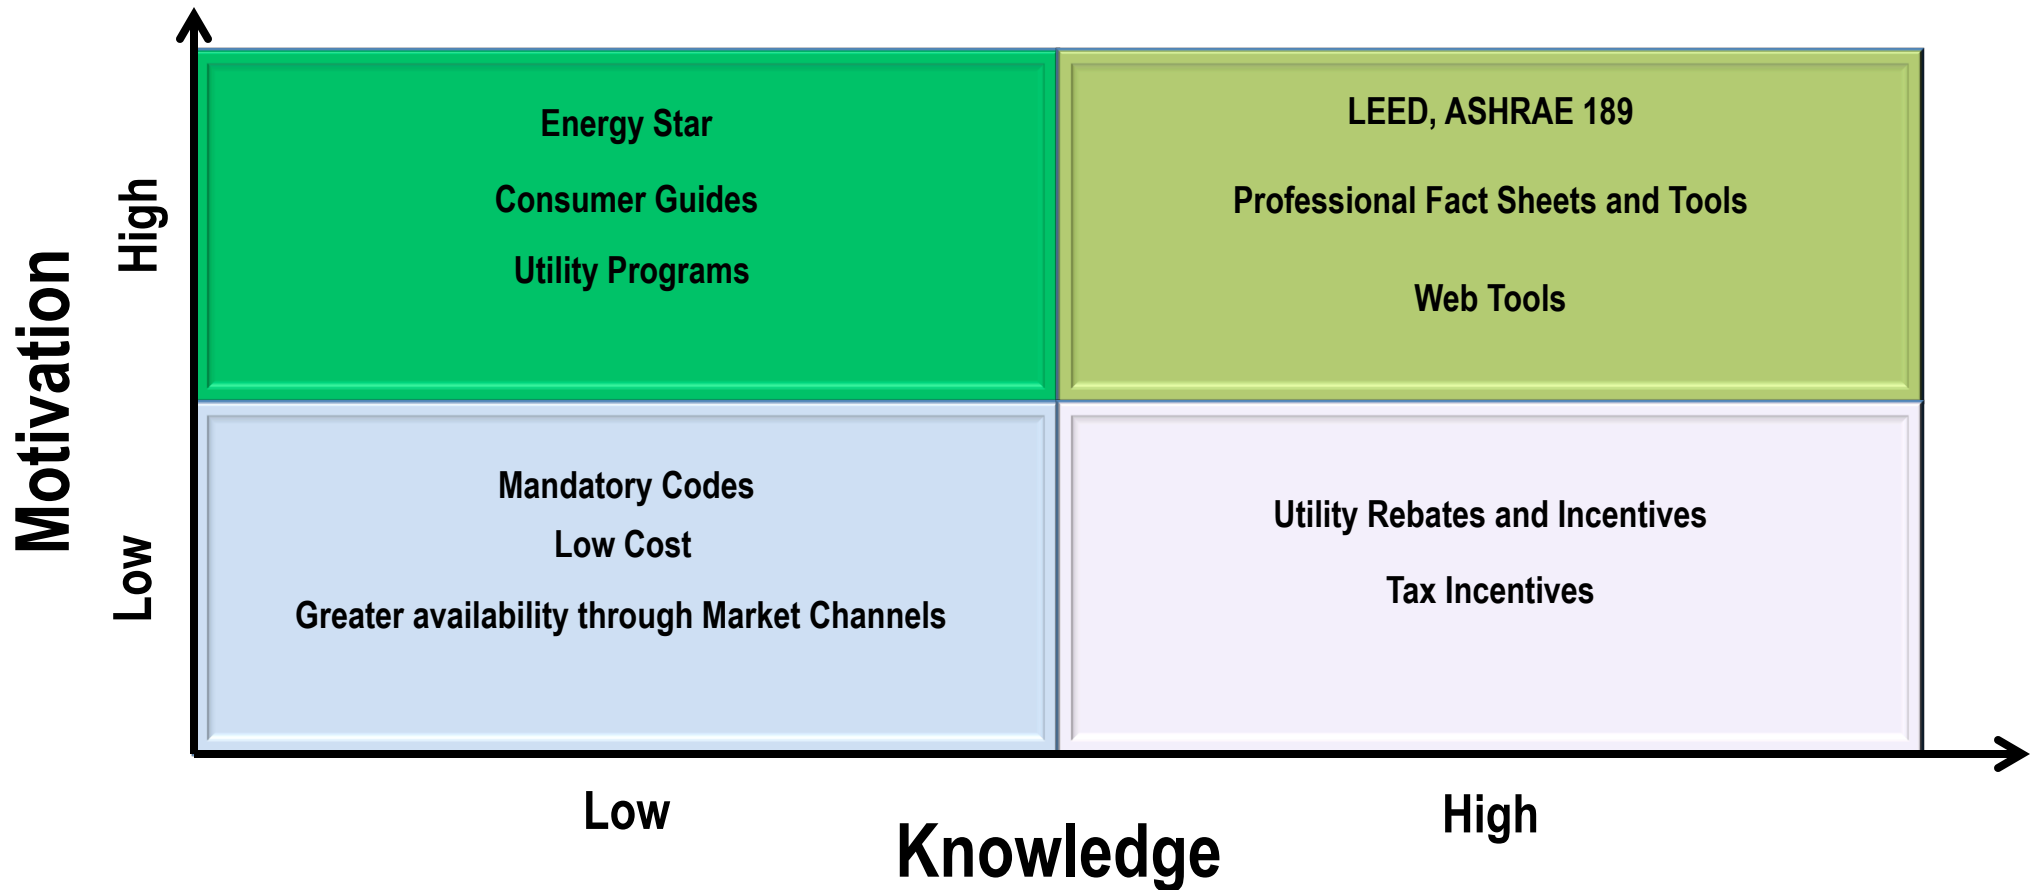 Motivation
High
Low
Energy Star
Consumer Guides
Utility Programs
LEED, ASHRAE 189
Professional Fact Sheets and Tools
Web Tools
Mandatory Codes
Low Cost
Greater availability through Market Channels
Utility Rebates and Incentives
Tax Incentives
Low
High
Knowledge